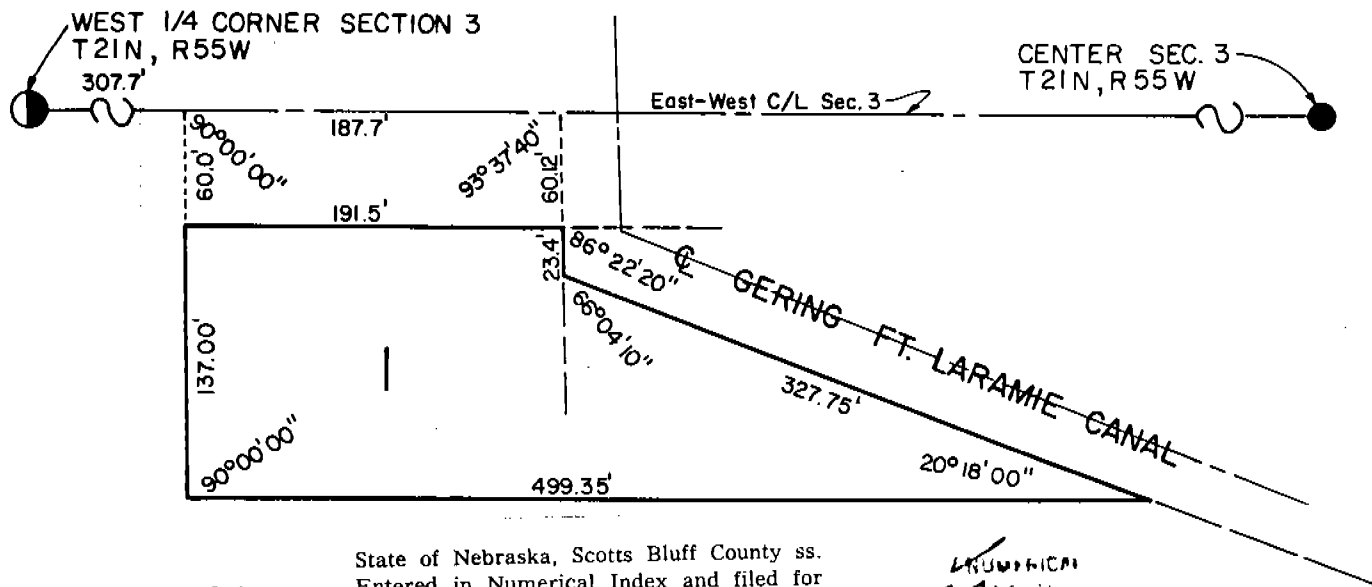 WEST 1/4 CORNER SECTION 3
T21N, R55W
307.7'
CENTER SEC. 3
T21N, R55W
East-West C/L Sec. 3
187.7'
90°00'00"
93°37'40"
60.0'
60.12'
191.5'
23.4'
86°22'20"
℄ GERING FT. LARAMIE CANAL
66°04'10"
137.00'
I
327.75'
90°00'00"
20°18'00"
499.35'
State of Nebraska, Scotts Bluff County ss.
Entered in Numerical Index and filed for
NUMERICAL